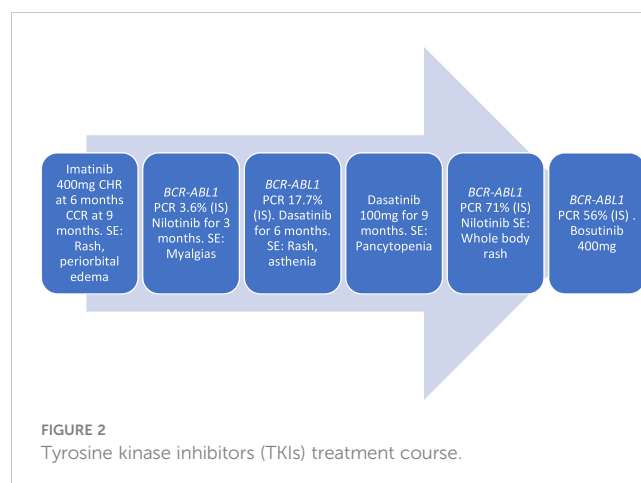 Imatinib
400mg CHR
at 6 months
CCR at 9
months. SE:
Rash,
periorbital
edema
BCR-ABL1
PCR 3.6% (IS)
Nilotinib for 3
months. SE:
Myalgias
BCR-ABL1
PCR 17.7%
(IS). Dasatinib
for 6 months.
SE: Rash,
asthenia
Dasatinib
100mg for 9
months. SE:
Pancytopenia
BCR-ABL1
PCR 71% (IS)
Nilotinib SE:
Whole body
rash
BCR-ABL1
PCR 56% (IS) .
Bosutinib
400mg
FIGURE 2
Tyrosine kinase inhibitors (TKIs) treatment course.